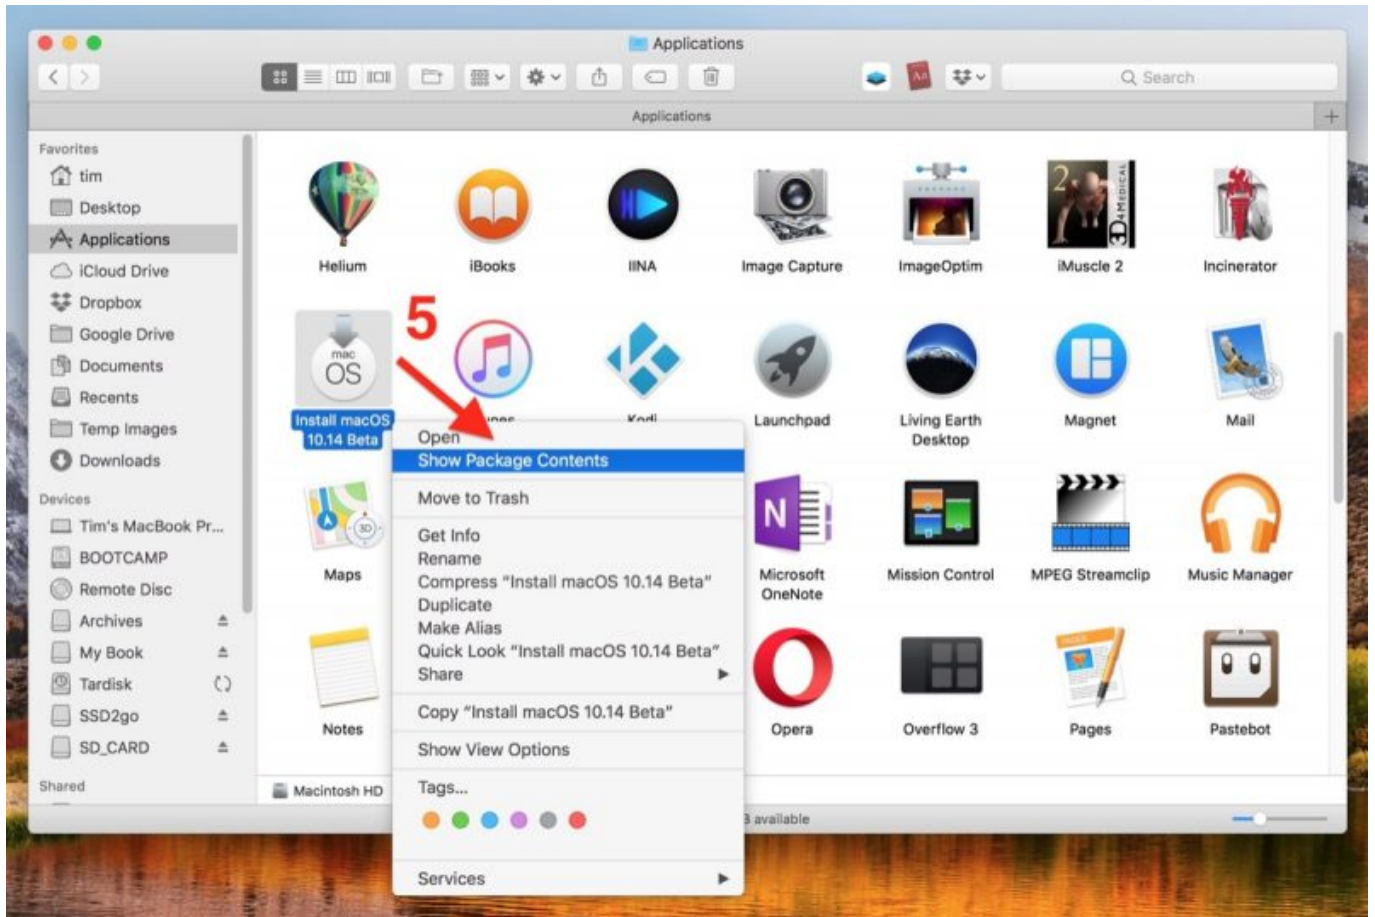 Applications
Search
Applications
Favorites
tim
Desktop
Applications
iCloud Drive
Dropbox
Google Drive
Documents
Recents
Temp Images
Downloads
Devices
Tim's MacBook Pr...
BOOTCAMP
Remote Disc
Archives
My Book
Tardisk
SSD2go
SD_CARD
Shared
Helium
iBooks
IINA
Image Capture
ImageOptim
2
3D4MEDICAL
iMuscle 2
Incinerator
5
mac
OS
Install macOS
10.14 Beta
Kodi
Launchpad
Living Earth
Desktop
Magnet
Mail
Open
Show Package Contents
Move to Trash
Get Info
Rename
Compress “Install macOS 10.14 Beta”
Duplicate
Make Alias
Quick Look “Install macOS 10.14 Beta”
Share
Copy “Install macOS 10.14 Beta”
Show View Options
Tags...
Services
3D
Maps
N
Microsoft
OneNote
Mission Control
MPEG Streamclip
Music Manager
Notes
Opera
Overflow 3
PAGES
Pages
Pastebot
Macintosh HD
available